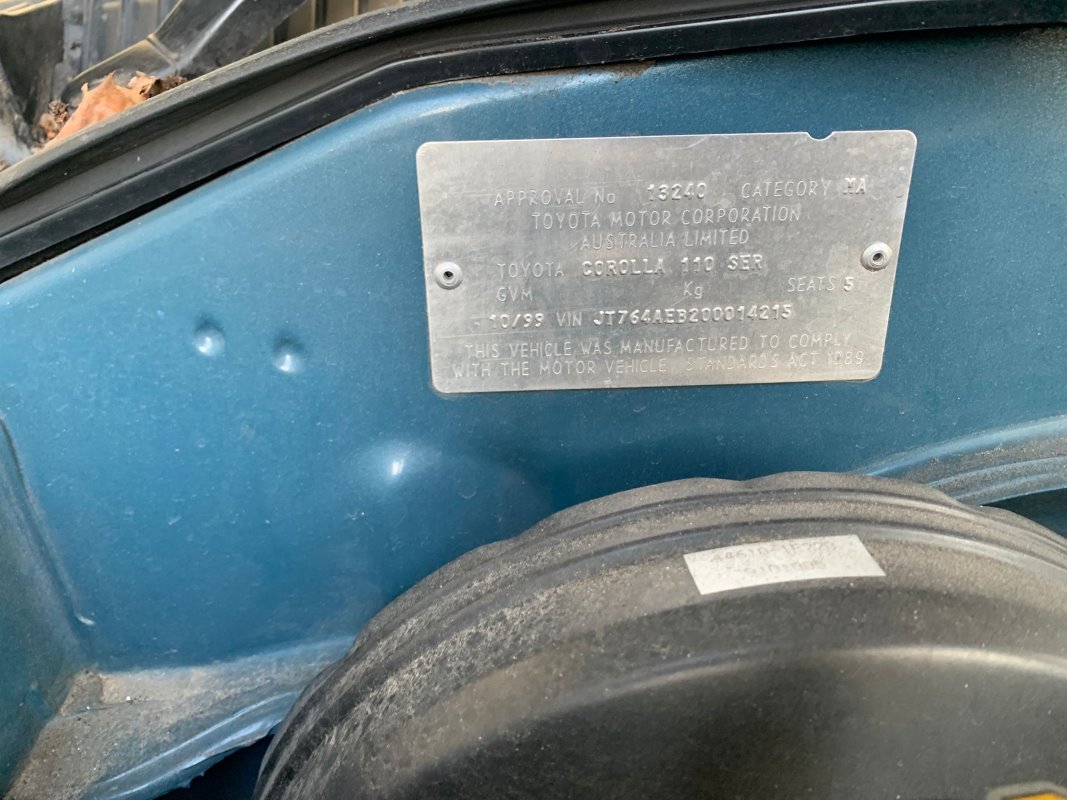 APPROVAL No 13240 CATEGORY MA
TOYOTA MOTOR CORPORATION
AUSTRALIA LIMITED
TOYOTA COROLLA 110 SER
GVM Kg SEATS 5
10/99 VIN JT764AEB200014215
THIS VEHICLE WAS MANUFACTURED TO COMPLY
WITH THE MOTOR VEHICLE STANDARDS ACT 1989